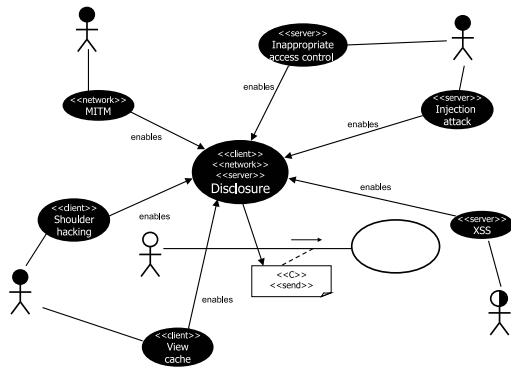 <<server>>
Inappropriate
access control
<<network>>
MITM
enables
<<server>>
Injection
attack
enables
enables
<<client>>
<<network>>
<<server>>
Disclosure
enables
<<client>>
Shoulder
hacking
enables
<<server>>
XSS
<<C>>
<<send>>
enables
<<client>>
View
cache